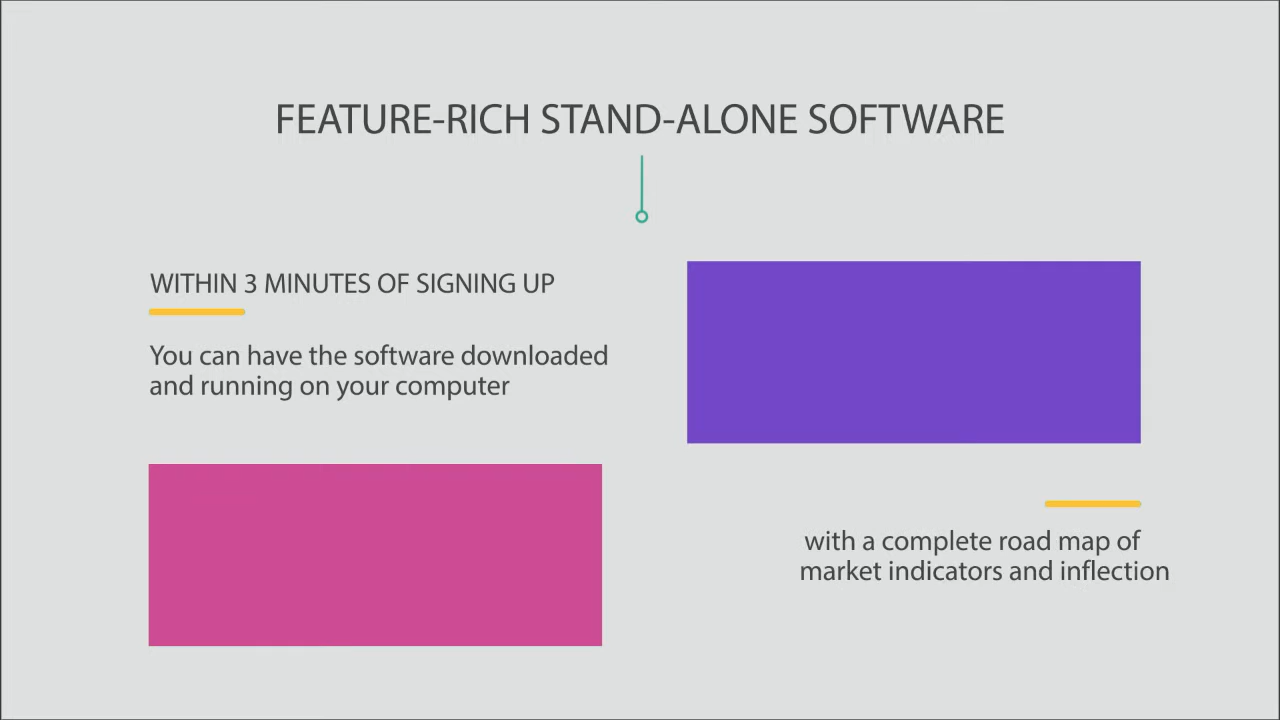 FEATURE-RICH STAND-ALONE SOFTWARE
WITHIN 3 MINUTES OF SIGNING UP
You can have the software downloaded
and running on your computer
with a complete road map of
market indicators and inflection